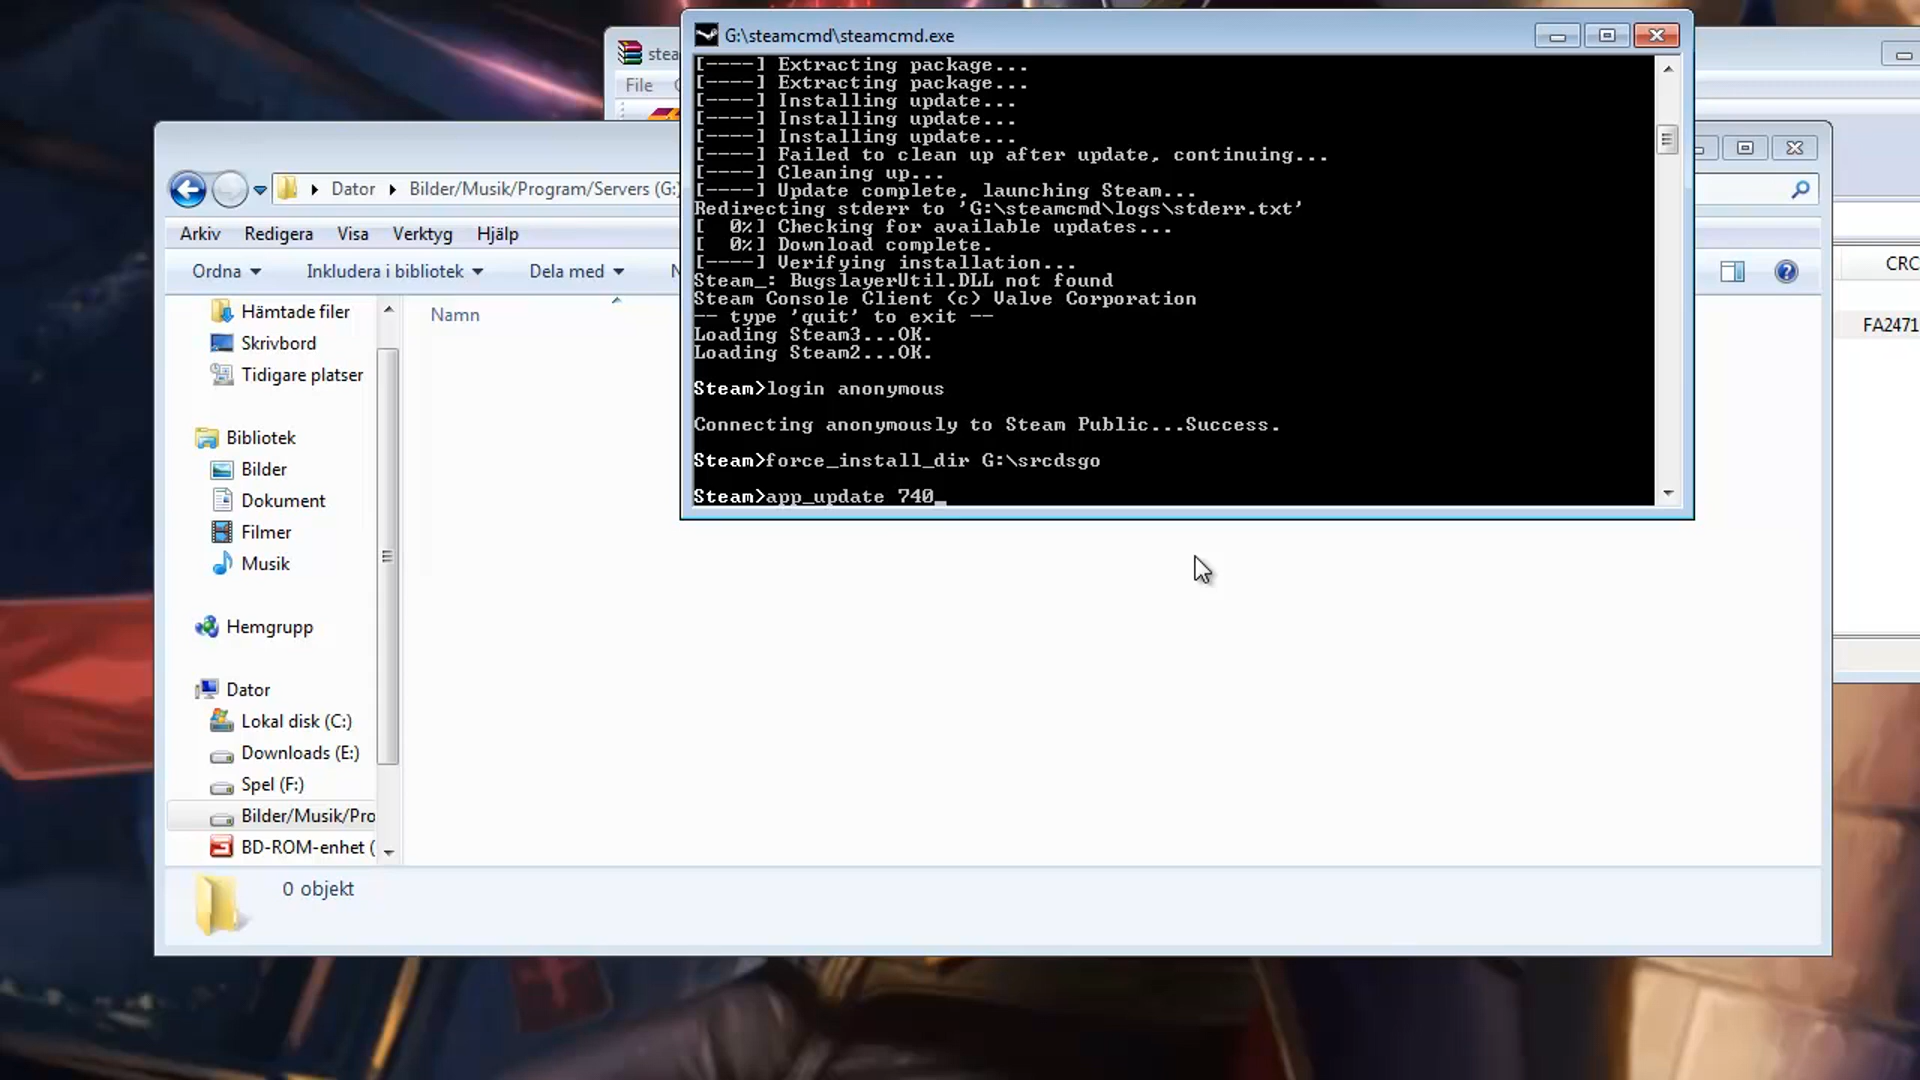 G:\steamcmd\steamcmd.exe
[----] Extracting package...
[----] Extracting package...
[----] Installing update...
[----] Installing update...
[----] Installing update...
[----] Failed to clean up after update, continuing...
[----] Cleaning up...
[----] Update complete, launching Steam...
Redirecting stderr to 'G:\steamcmd\logs\stderr.txt'
[  0%] Checking for available updates...
[  0%] Download complete.
[----] Verifying installation...
Steam_: BugslayerUtil.DLL not found
Steam Console Client (c) Valve Corporation
-- type 'quit' to exit --
Loading Steam3...OK.
Loading Steam2...OK.
Steam>login anonymous
Connecting anonymously to Steam Public...Success.
Steam>force_install_dir G:\srcdsgo
Steam>app_update 740_
stea
File
Dator Bilder/Musik/Program/Servers (G:)
Arkiv Redigera Visa Verktyg Hjälp
Ordna Inkludera i bibliotek Dela med
Namn
Hämtade filer
Skrivbord
Tidigare platser
Bibliotek
Bilder
Dokument
Filmer
Musik
Hemgrupp
Dator
Lokal disk (C:)
Downloads (E:)
Spel (F:)
Bilder/Musik/Pro
BD-ROM-enhet (
0 objekt
CRC
FA2471